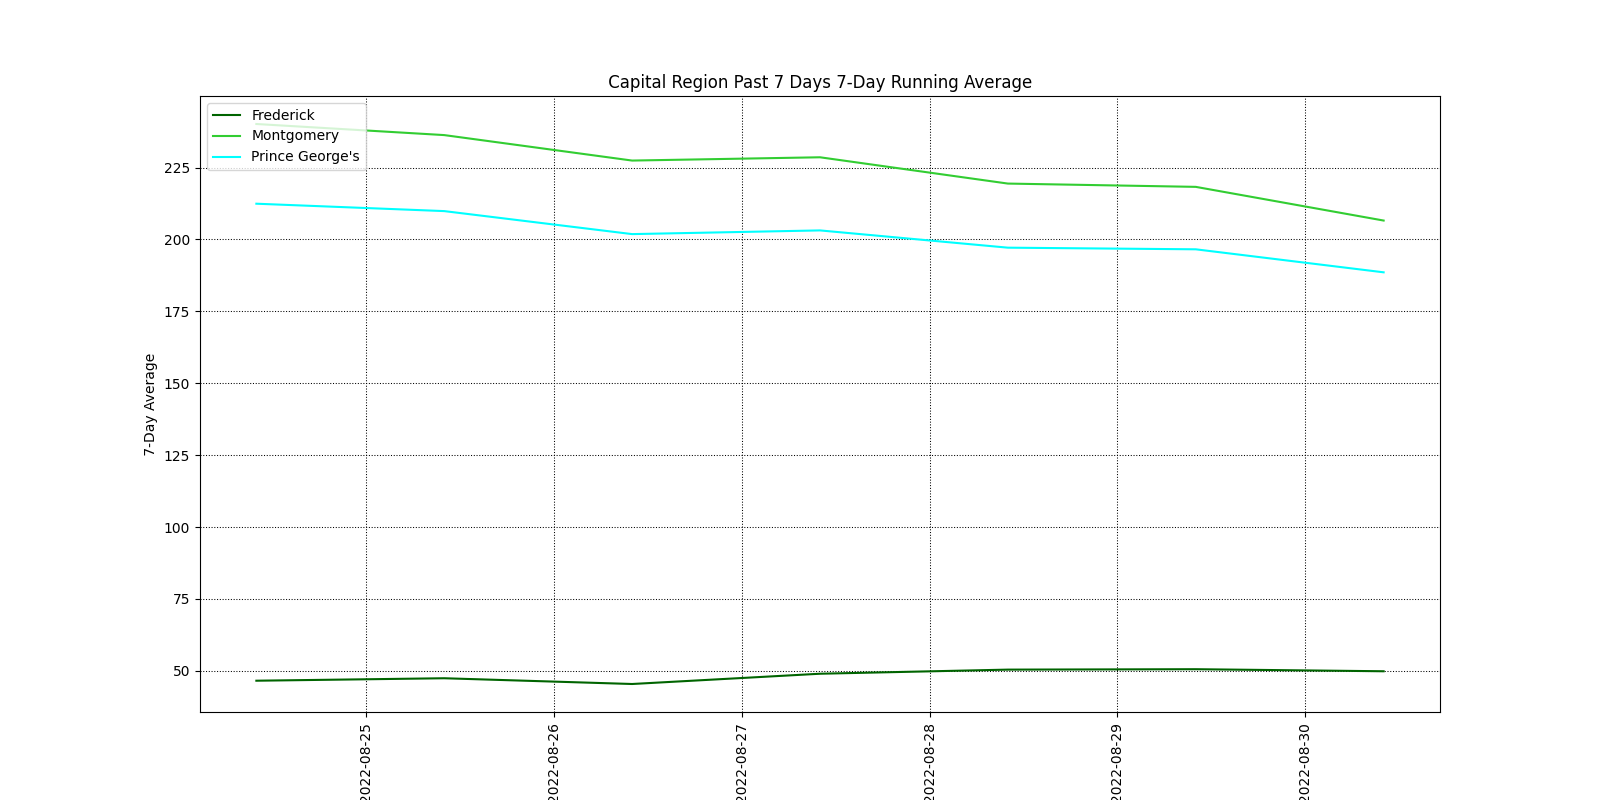 Capital Region Past 7 Days 7-Day Running Average
Frederick
Montgomery
Prince George's
7-Day Average
225
200
175
150
125
100
75
50
2022-08-25
2022-08-26
2022-08-27
2022-08-28
2022-08-29
2022-08-30